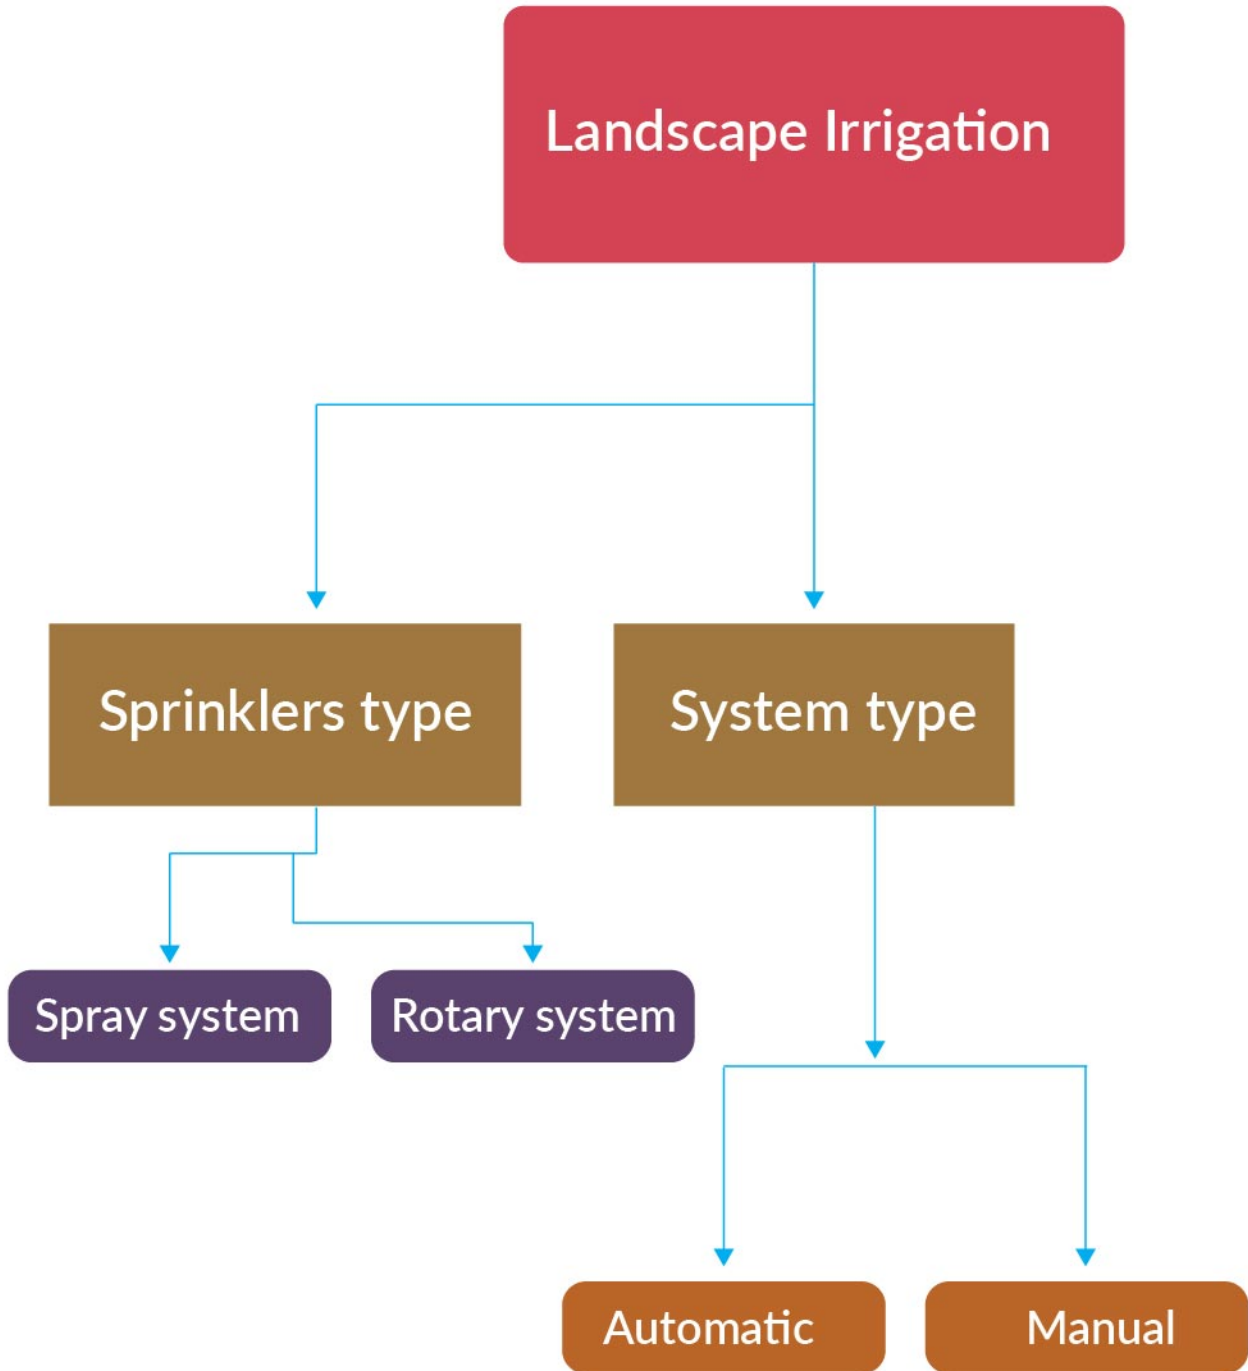 Landscape Irrigation
Sprinklers type
System type
Spray system
Rotary system
Automatic
Manual